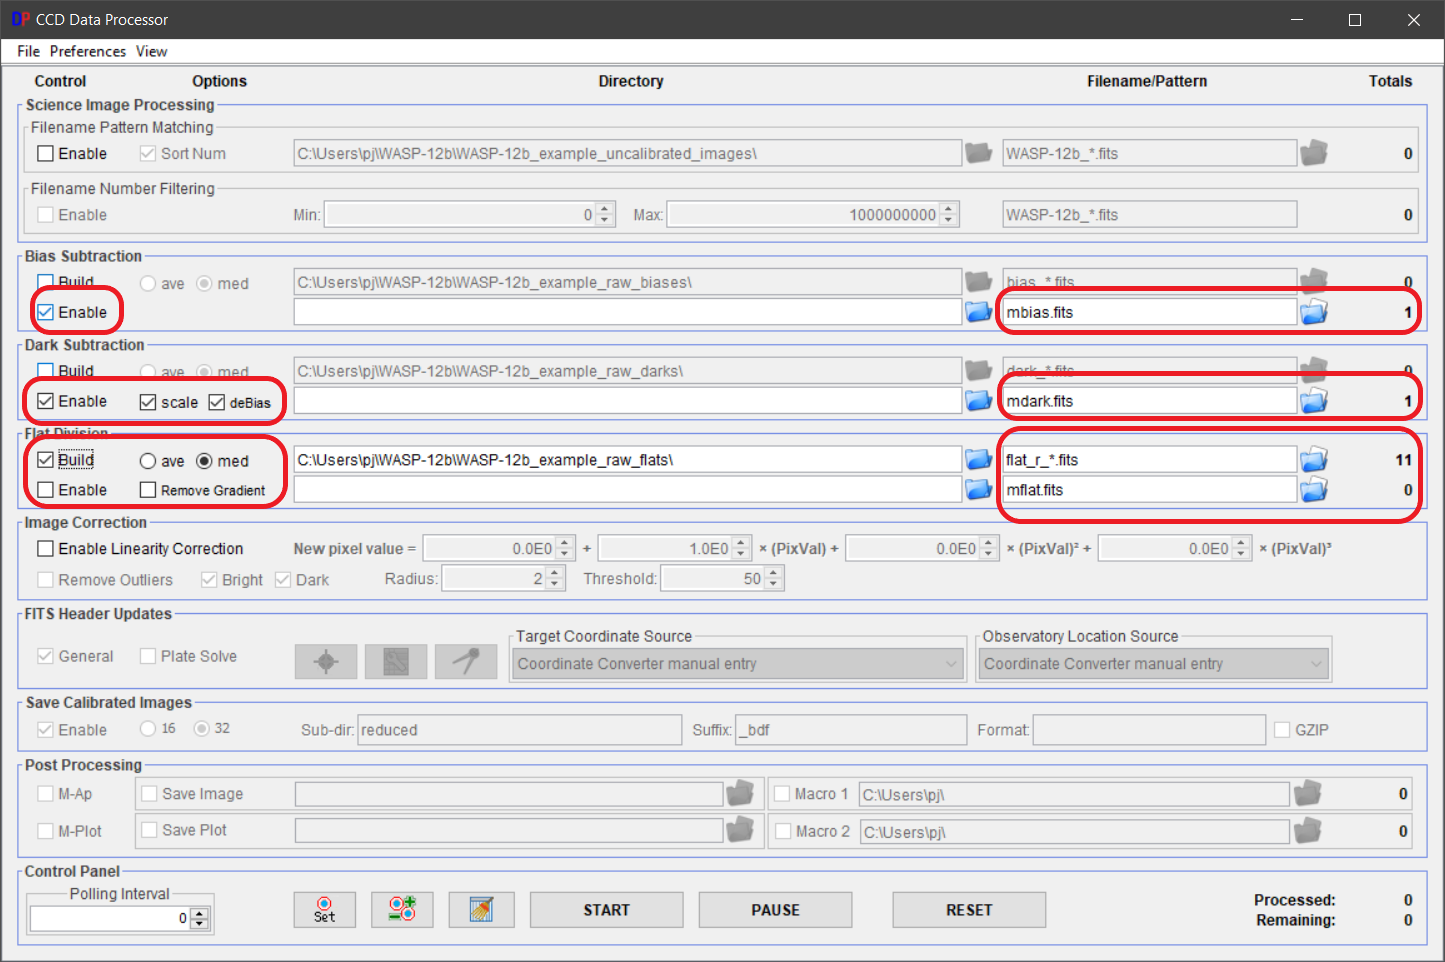 DP CCD Data Processor
File Preferences View
Control Options Directory Filename/Pattern Totals
Science Image Processing
Filename Pattern Matching
Enable Sort Num C:\Users\pj\WASP-12b\WASP-12b_example_uncalibrated_images\ WASP-12b_*.fits 0
Filename Number Filtering
Enable Min: 0 Max: 1000000000 WASP-12b_*.fits 0
Bias Subtraction
Build ave med C:\Users\pj\WASP-12b\WASP-12b_example_raw_biases\ bias_*.fits 0
Enable mbias.fits 1
Dark Subtraction
Build ave med C:\Users\pj\WASP-12b\WASP-12b_example_raw_darks\ dark_*.fits 0
Enable scale deBias mdark.fits 1
Flat Division
Build ave med C:\Users\pj\WASP-12b\WASP-12b_example_raw_flats\ flat_r_*.fits 11
Enable Remove Gradient mflat.fits 0
Image Correction
Enable Linearity Correction New pixel value = 0.0E0 + 1.0E0 × (PixVal) + 0.0E0 × (PixVal)² + 0.0E0 × (PixVal)³
Remove Outliers Bright Dark Radius: 2 Threshold: 50
FITS Header Updates
Target Coordinate Source Observatory Location Source
General Plate Solve Coordinate Converter manual entry Coordinate Converter manual entry
Save Calibrated Images
Enable 16 32 Sub-dir: reduced Suffix: _bdf Format: GZIP
Post Processing
M-Ap Save Image Macro 1 C:\Users\pj\ 0
M-Plot Save Plot Macro 2 C:\Users\pj\ 0
Control Panel
Polling Interval
0 Set START PAUSE RESET Processed: 0
Remaining: 0